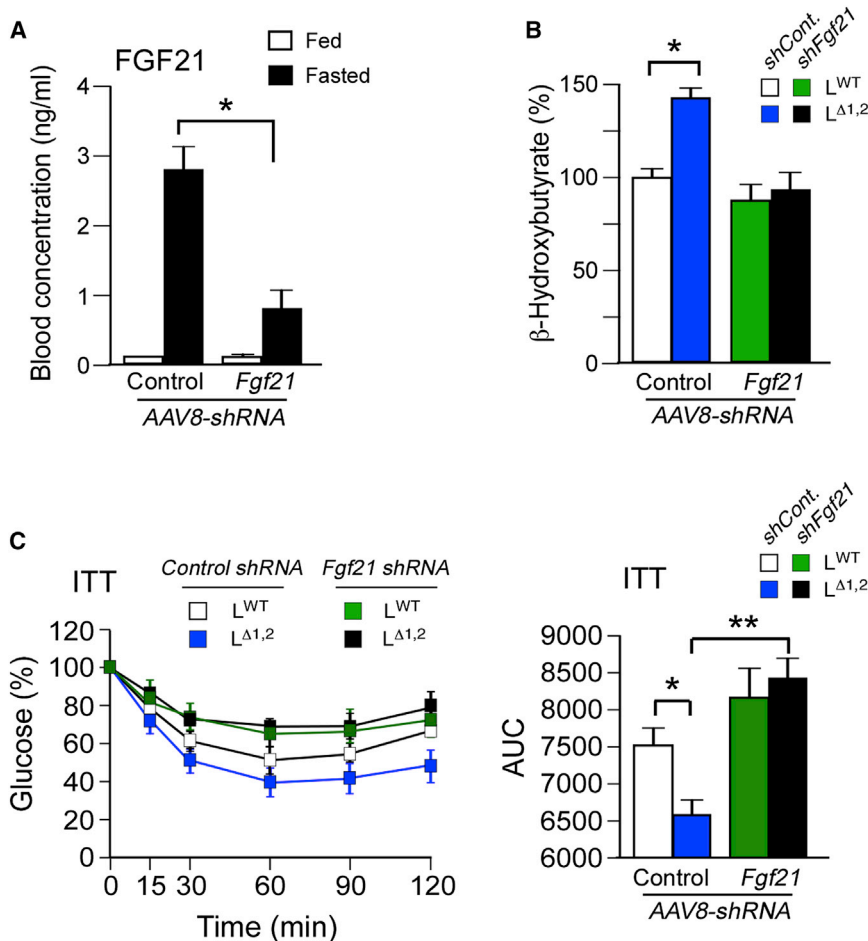 A
FGF21
Fed
Fasted
Blood concentration (ng/ml)
4
3
2
1
0
*
Control Fgf21
AAV8-shRNA
B
shCont.
shFgf21
L^WT
L^Δ1,2
β-Hydroxybutyrate (%)
150
100
50
0
*
Control Fgf21
AAV8-shRNA
C
ITT
Control shRNA Fgf21 shRNA
L^WT L^WT
L^Δ1,2 L^Δ1,2
Glucose (%)
120
100
80
60
40
20
0
0 15 30 60 90 120
Time (min)
ITT
shCont.
shFgf21
L^WT
L^Δ1,2
AUC
9000
8500
8000
7500
7000
6500
6000
**
*
Control Fgf21
AAV8-shRNA